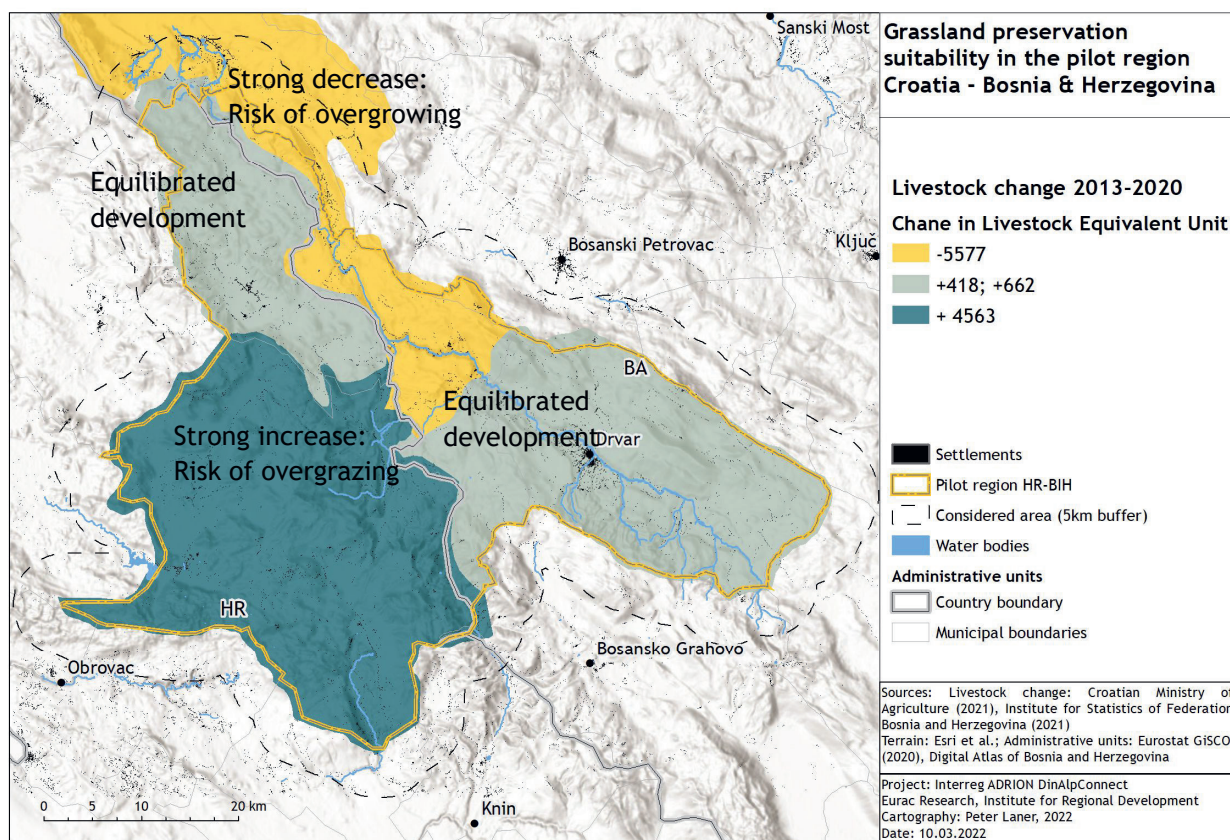 Sanski Most
Strong decrease:
Risk of overgrowing
Equilibrated
development
Bosanski Petrovac
Ključ
BA
Equilibrated
development
Drvar
Strong increase:
Risk of overgrazing
HR
Bosansko Grahovo
Obrovac
Knin
0 5 10 20 km
Grassland preservation
suitability in the pilot region
Croatia - Bosnia & Herzegovina
Livestock change 2013-2020
Chane in Livestock Equivalent Unit
-5577
+418; +662
+ 4563
Settlements
Pilot region HR-BIH
Considered area (5km buffer)
Water bodies
Administrative units
Country boundary
Municipal boundaries
Sources: Livestock change: Croatian Ministry of
Agriculture (2021), Institute for Statistics of Federation
Bosnia and Herzegovina (2021)
Terrain: Esri et al.; Administrative units: Eurostat GiSCO
(2020), Digital Atlas of Bosnia and Herzegovina
Project: Interreg ADRION DinAlpConnect
Eurac Research, Institute for Regional Development
Cartography: Peter Laner, 2022
Date: 10.03.2022